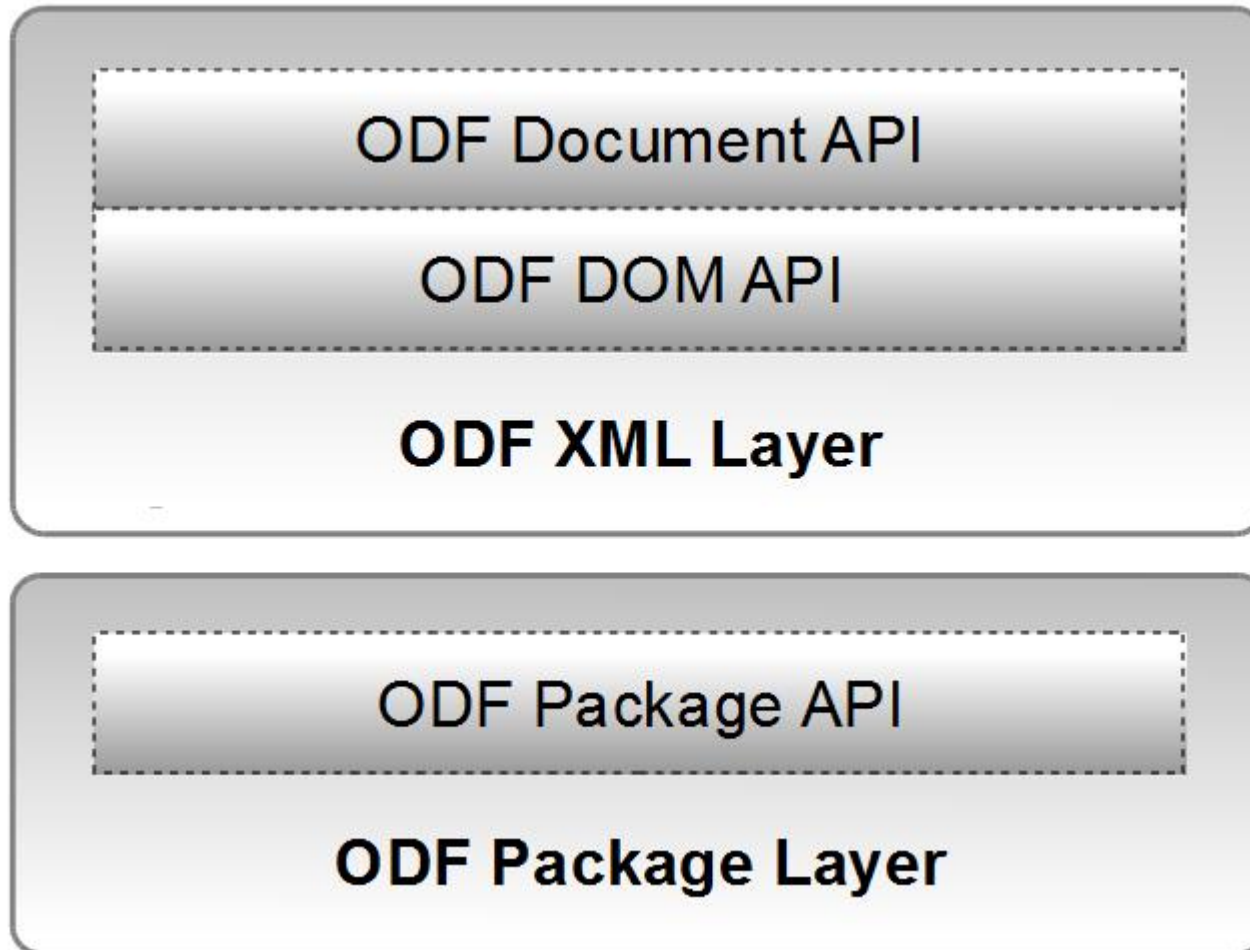 ODF Document API
ODF DOM API
ODF XML Layer
ODF Package API
ODF Package Layer